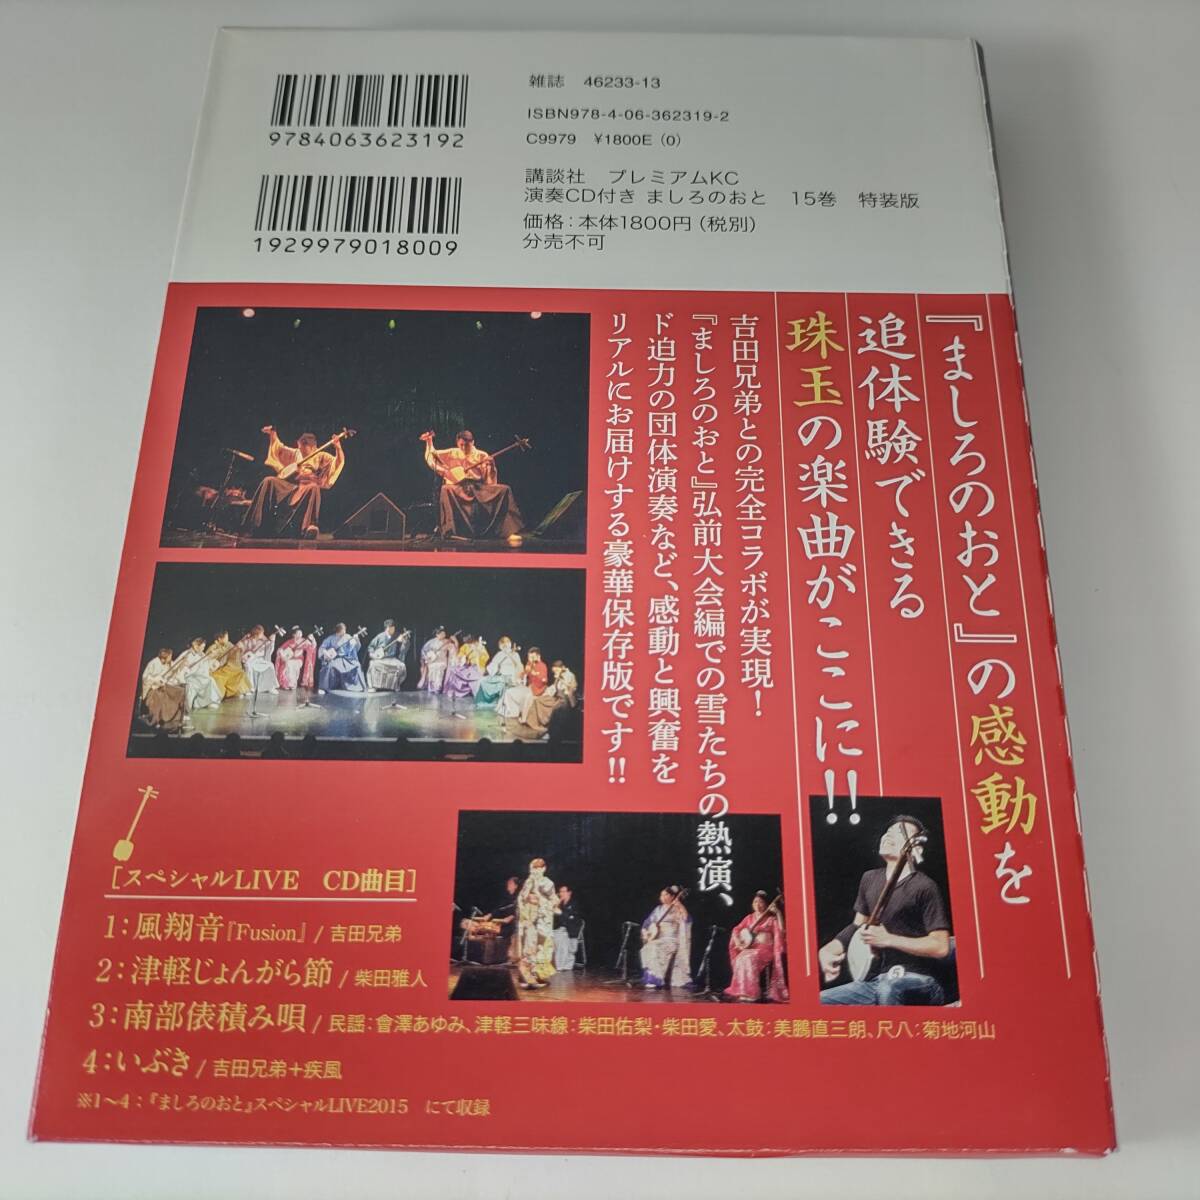 雑誌 46233-13
9784063623192
ISBN978-4-06-362319-2
C9979 ¥1800E (0)
1929979018009
講談社 プレミアムKC
演奏CD付き ましろのおと 15巻 特装版
価格：本体1800円（税別）
分売不可
『ましろのおと』の感動を
追体験できる
珠玉の楽曲がここに!!
吉田兄弟との完全コラボが実現！
『ましろのおと』弘前大会編での雪たちの熱演、
ド迫力の団体演奏など、感動と興奮を
リアルにお届けする豪華保存版です!!
［スペシャルLIVE CD曲目］
1：風翔音『Fusion』/ 吉田兄弟
2：津軽じょんがら節 / 柴田雅人
3：南部俵積み唄 / 民謡：會澤あゆみ、津軽三味線：柴田佑梨・柴田愛、太鼓：美鵬直三朗、尺八：菊地河山
4：いぶき / 吉田兄弟＋疾風
※1〜4：『ましろのおと』スペシャルLIVE2015 にて収録